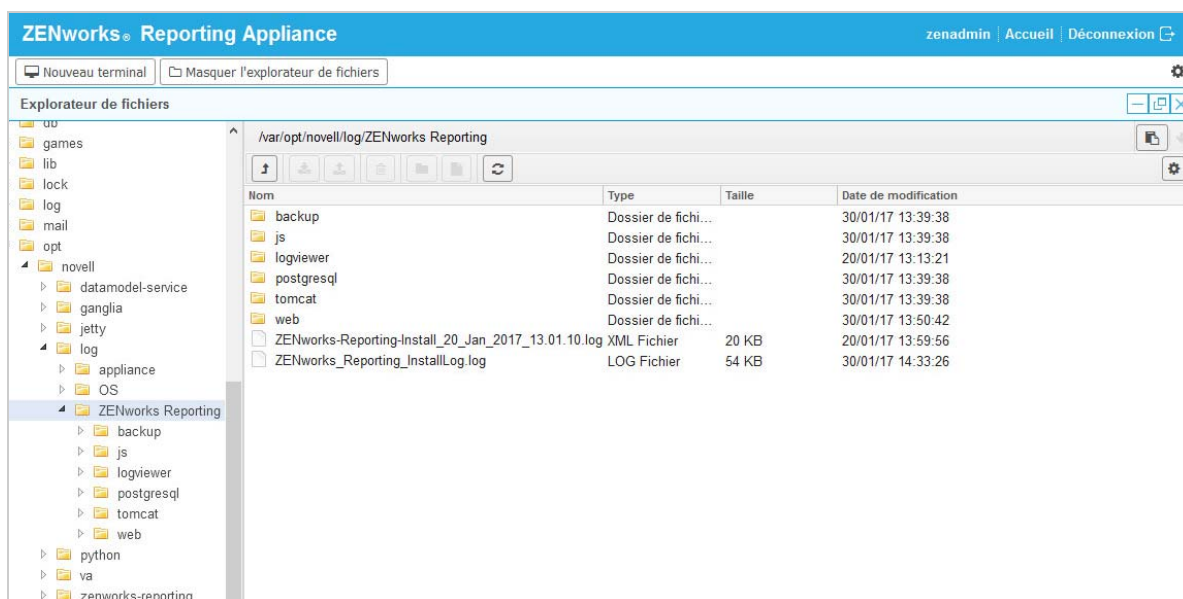 ZENworks® Reporting Appliance
zenadmin Accueil Déconnexion
Nouveau terminal Masquer l'explorateur de fichiers
Explorateur de fichiers
db
games
lib
lock
log
mail
opt
novell
datamodel-service
ganglia
jetty
log
appliance
OS
ZENworks Reporting
backup
js
logviewer
postgresql
tomcat
web
python
va
zenworks-reporting
/var/opt/novell/log/ZENworks Reporting
Nom Type Taille Date de modification
backup Dossier de fichi... 30/01/17 13:39:38
js Dossier de fichi... 30/01/17 13:39:38
logviewer Dossier de fichi... 20/01/17 13:13:21
postgresql Dossier de fichi... 30/01/17 13:39:38
tomcat Dossier de fichi... 30/01/17 13:39:38
web Dossier de fichi... 30/01/17 13:50:42
ZENworks-Reporting-Install_20_Jan_2017_13.01.10.log XML Fichier 20 KB 20/01/17 13:59:56
ZENworks_Reporting_InstallLog.log LOG Fichier 54 KB 30/01/17 14:33:26